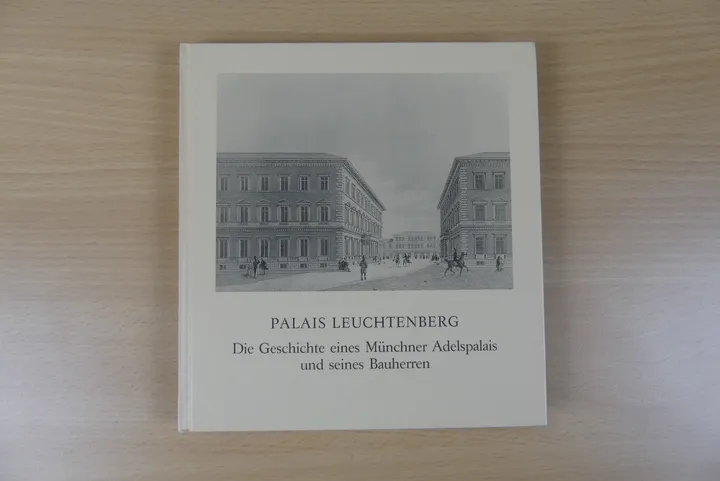 PALAIS LEUCHTENBERG
Die Geschichte eines Münchner Adelspalais
und seines Bauherren